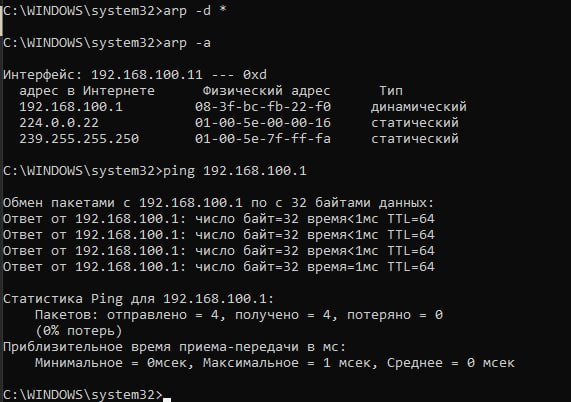 C:\WINDOWS\system32>arp -d *
C:\WINDOWS\system32>arp -a
Интерфейс: 192.168.100.11 --- 0xd
адрес в Интернете Физический адрес Тип
192.168.100.1 08-3f-bc-fb-22-f0 динамический
224.0.0.22 01-00-5e-00-00-16 статический
239.255.255.250 01-00-5e-7f-ff-fa статический
C:\WINDOWS\system32>ping 192.168.100.1
Обмен пакетами с 192.168.100.1 по с 32 байтами данных:
Ответ от 192.168.100.1: число байт=32 время<1мс TTL=64
Ответ от 192.168.100.1: число байт=32 время<1мс TTL=64
Ответ от 192.168.100.1: число байт=32 время<1мс TTL=64
Ответ от 192.168.100.1: число байт=32 время=1мс TTL=64
Статистика Ping для 192.168.100.1:
Пакетов: отправлено = 4, получено = 4, потеряно = 0
(0% потерь)
Приблизительное время приема-передачи в мс:
Минимальное = 0мсек, Максимальное = 1 мсек, Среднее = 0 мсек
C:\WINDOWS\system32>